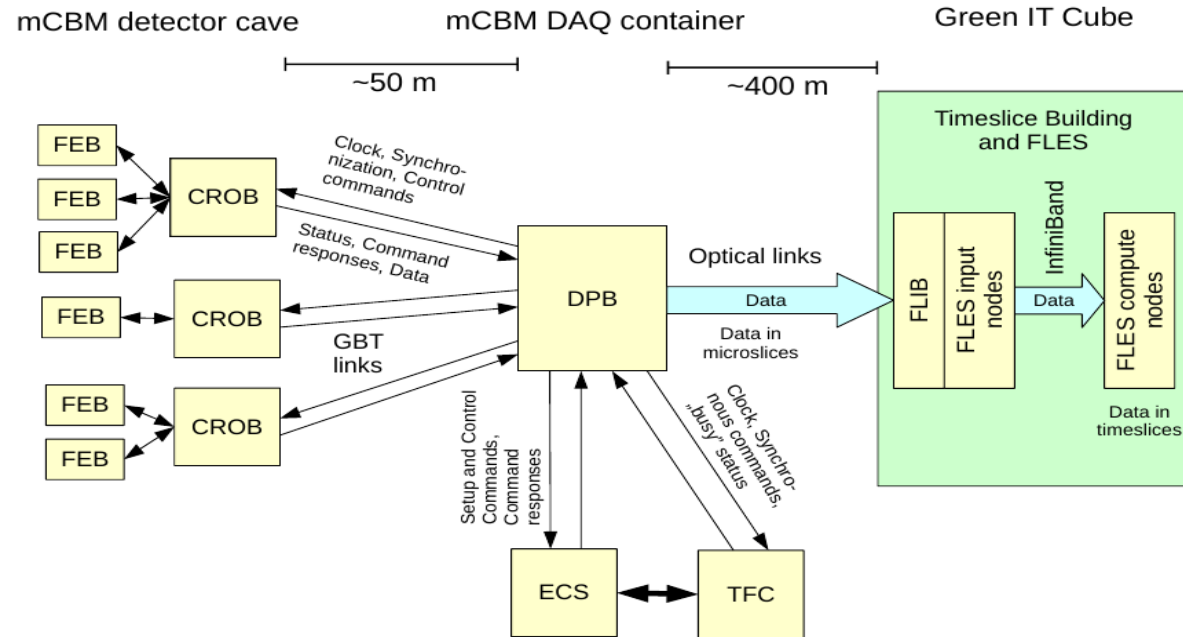 mCBM detector cave
mCBM DAQ container
Green IT Cube
~50 m
~400 m
FEB
FEB
FEB
CROB
Clock, Synchro-
nization, Control
commands
Status, Command
responses, Data
FEB
CROB
GBT
links
FEB
FEB
CROB
DPB
Optical links
Data
Data in
microslices
Timeslice Building
and FLES
FLIB
FLES input
nodes
InfiniBand
Data
FLES compute
nodes
Data in
timeslices
Setup and Control
Commands,
Command
responses
Clock, Synchro-
nous commands,
„busy" status
ECS
TFC